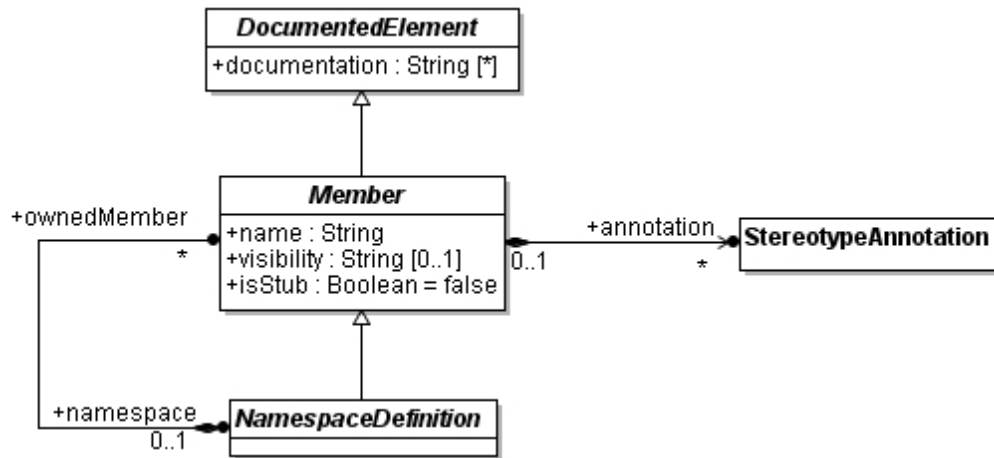 DocumentedElement
+documentation : String [*]
Member
+name : String
+visibility : String [0..1]
+isStub : Boolean = false
+ownedMember
*
0..1
+annotation
*
StereotypeAnnotation
+namespace
0..1
NamespaceDefinition